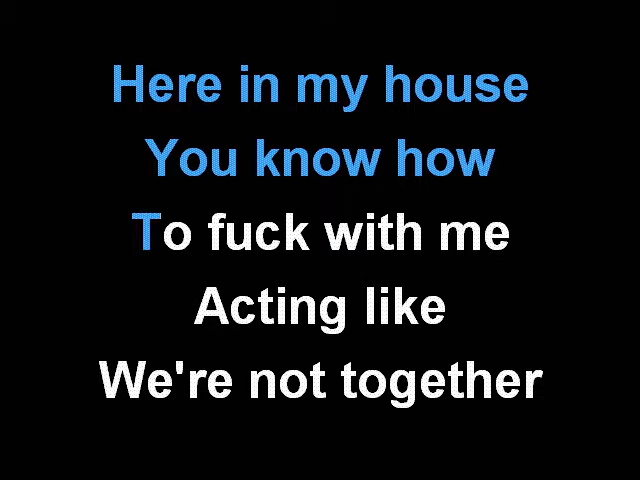 Here in my house
You know how
To fuck with me
Acting like
We're not together